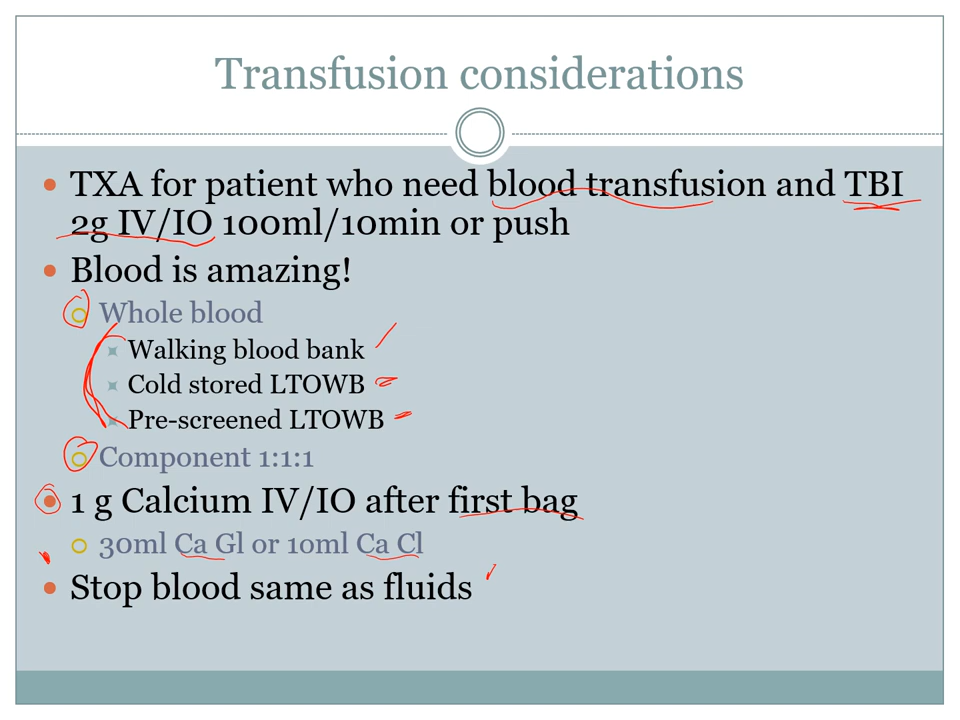 Transfusion considerations
• TXA for patient who need blood transfusion and TBI
2g IV/IO 100ml/10min or push
• Blood is amazing!
Whole blood
Walking blood bank
Cold stored LTOWB
Pre-screened LTOWB
Component 1:1:1
• 1 g Calcium IV/IO after first bag
30ml Ca Gl or 10ml Ca Cl
• Stop blood same as fluids